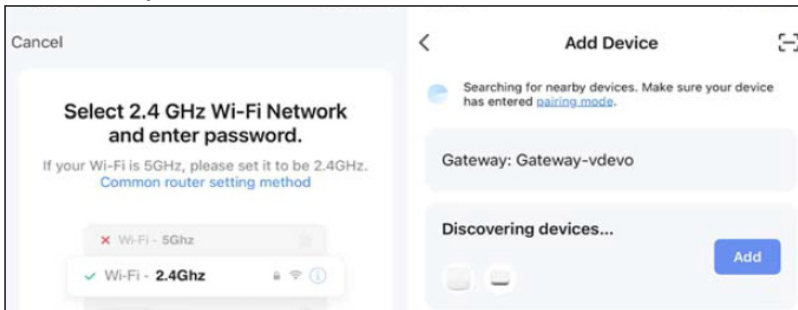 Cancel
Select 2.4 GHz Wi-Fi Network
and enter password.
If your Wi-Fi is 5GHz, please set it to be 2.4GHz.
Common router setting method
Wi-Fi - 5Ghz
Wi-Fi - 2.4Ghz
Add Device
Searching for nearby devices. Make sure your device
has entered pairing mode.
Gateway: Gateway-vdevo
Discovering devices...
Add